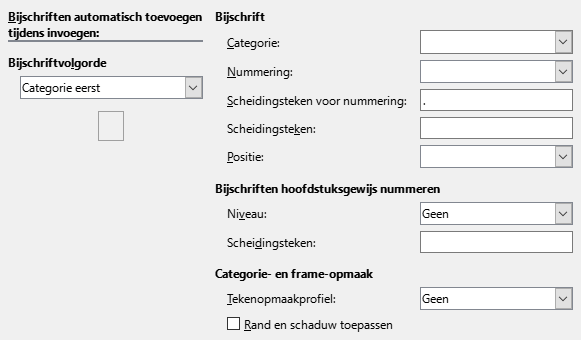 Bijschriften automatisch toevoegen
tijdens invoegen:
Bijschriftvolgorde
Categorie eerst
Bijschrift
Categorie:
Nummering:
Scheidingsteken voor nummering: .
Scheidingsteken:
Positie:
Bijschriften hoofdstuksgewijs nummeren
Niveau: Geen
Scheidingsteken:
Categorie- en frame-opmaak
Tekenopmaakprofiel: Geen
Rand en schaduw toepassen